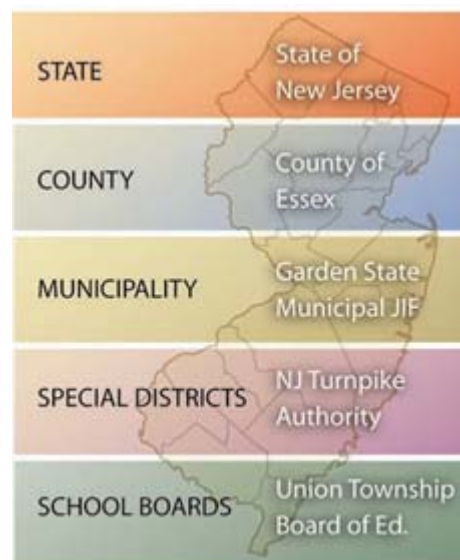 STATE
State of
New Jersey
COUNTY
County of
Essex
MUNICIPALITY
Garden State
Municipal JIF
SPECIAL DISTRICTS
NJ Turnpike
Authority
SCHOOL BOARDS
Union Township
Board of Ed.